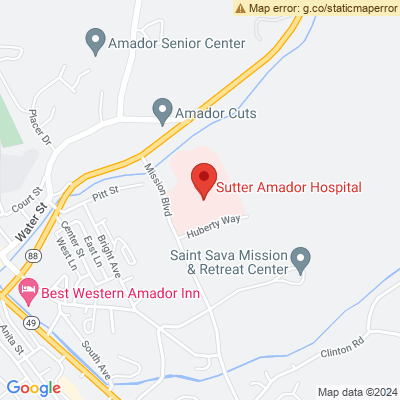 Map error: g.co/staticmaperror
Amador Senior Center
Placer Dr
Amador Cuts
Mission Blvd
Sutter Amador Hospital
Pitt St
Court St
Water St
Huberty Way
Center St
West Ln
East Ln
Bright Ave
88
Saint Sava Mission
& Retreat Center
Best Western Amador Inn
49
Anita St
South Ave
Clinton Rd
Google
Map data ©2024